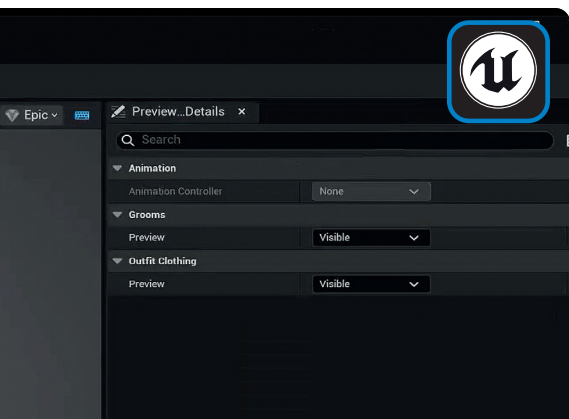 Epic
Preview...Details
Search
Animation
Animation Controller
None
Grooms
Preview
Visible
Outfit Clothing
Preview
Visible